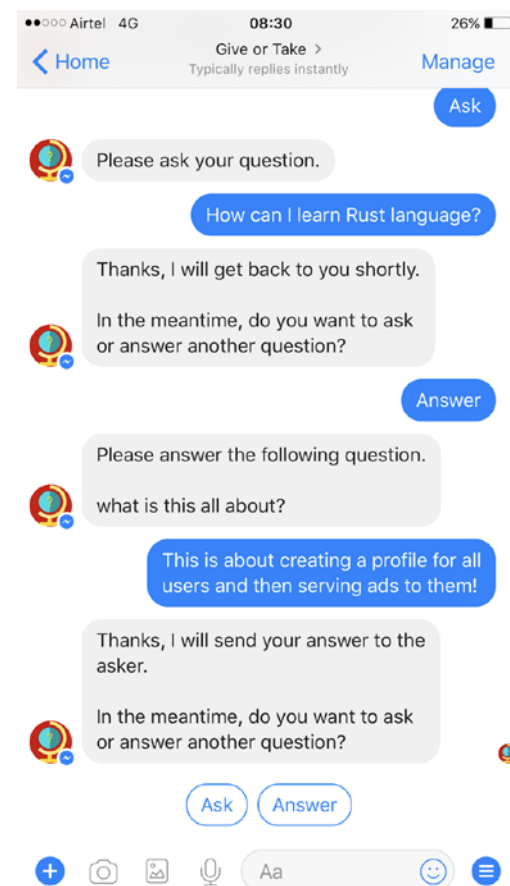 Airtel 4G 08:30 26%
Home Give or Take > Manage
Typically replies instantly
Ask
Please ask your question.
How can I learn Rust language?
Thanks, I will get back to you shortly.
In the meantime, do you want to ask
or answer another question?
Answer
Please answer the following question.
what is this all about?
This is about creating a profile for all
users and then serving ads to them!
Thanks, I will send your answer to the
asker.
In the meantime, do you want to ask
or answer another question?
Ask Answer
Aa